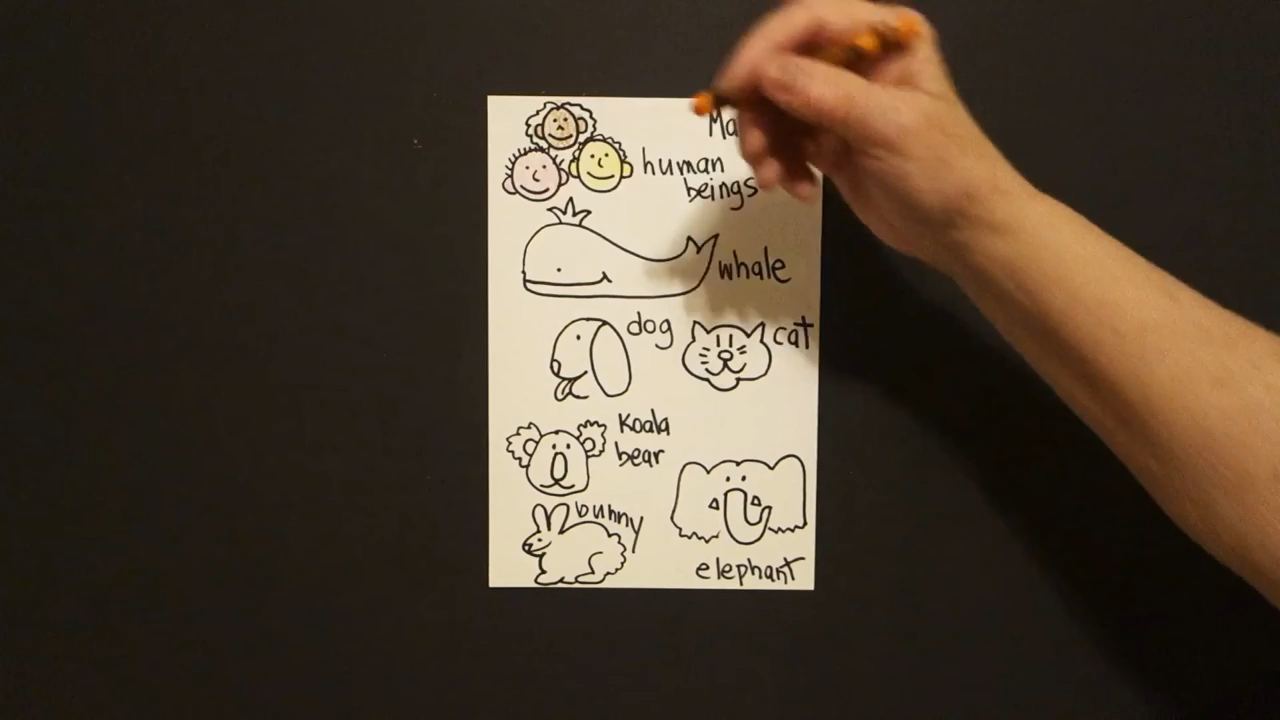 human
beings
whale
dog
cat
Koala
bear
bunny
elephant